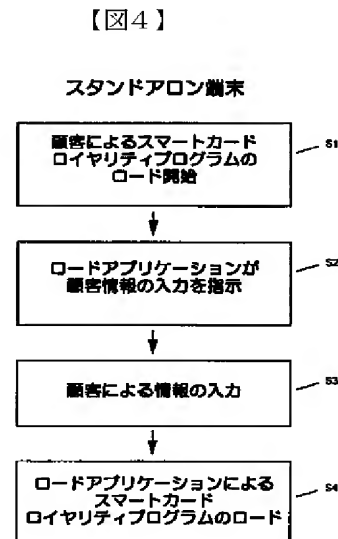 【図4】
スタンドアロン端末
顧客によるスマートカード
ロイヤリティプログラムの
ロード開始
S1
ロードアプリケーションが
顧客情報の入力を指示
S2
顧客による情報の入力
S3
ロードアプリケーションによる
スマートカード
ロイヤリティプログラムのロード
S4